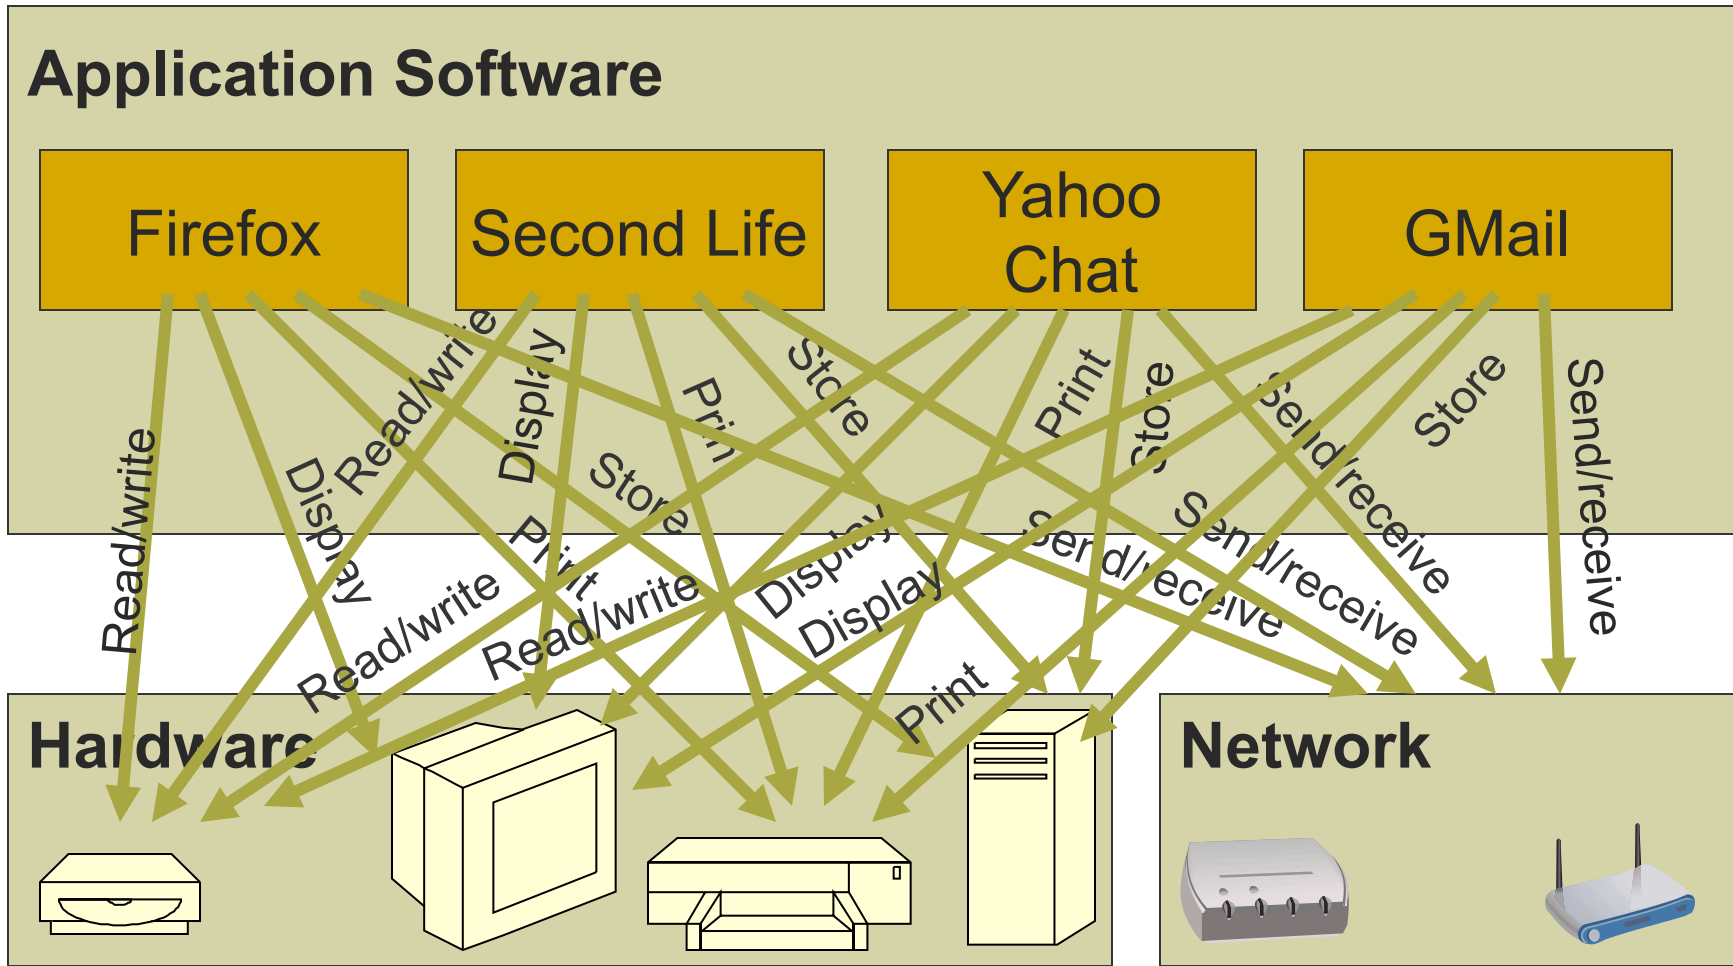 Application Software
Firefox
Second Life
Yahoo
Chat
GMail
Read/write
Display
Print
Store
Send/receive
Read/write
Display
Prin
Store
Send/receive
Read/write
Display
Print
Store
Send/receive
Read/write
Display
Print
Store
Send/receive
Hardware
Network